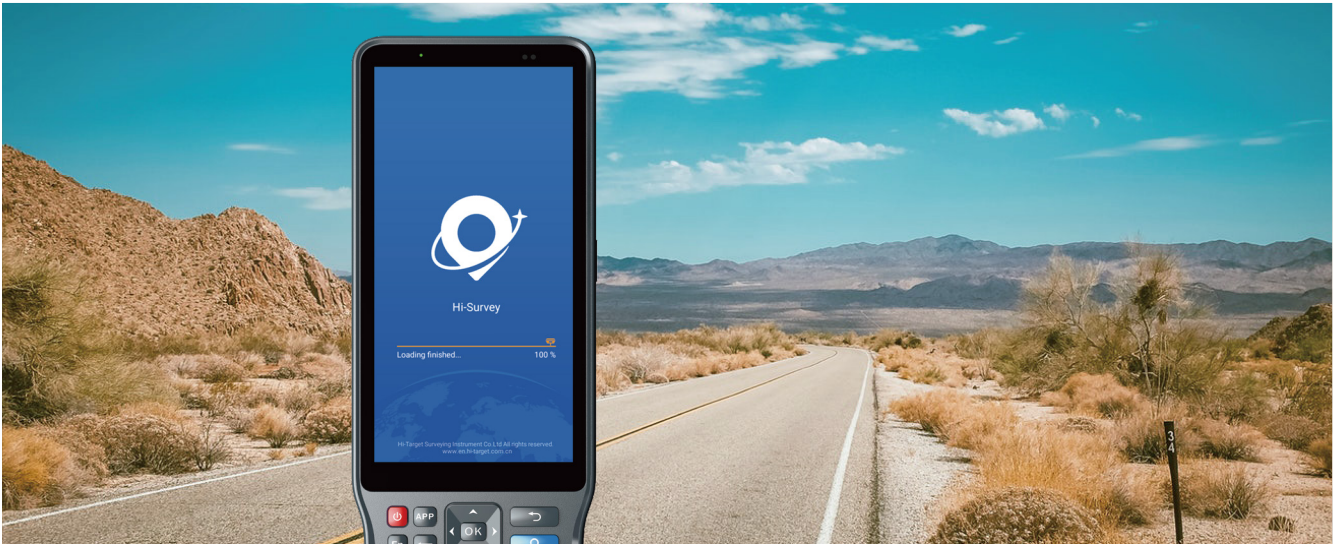 Hi-Survey
Loading finished...
100 %
Hi-Target Surveying Instrument Co.Ltd All rights reserved.
www.en.hi-target.com.cn
APP
OK
Fn
34